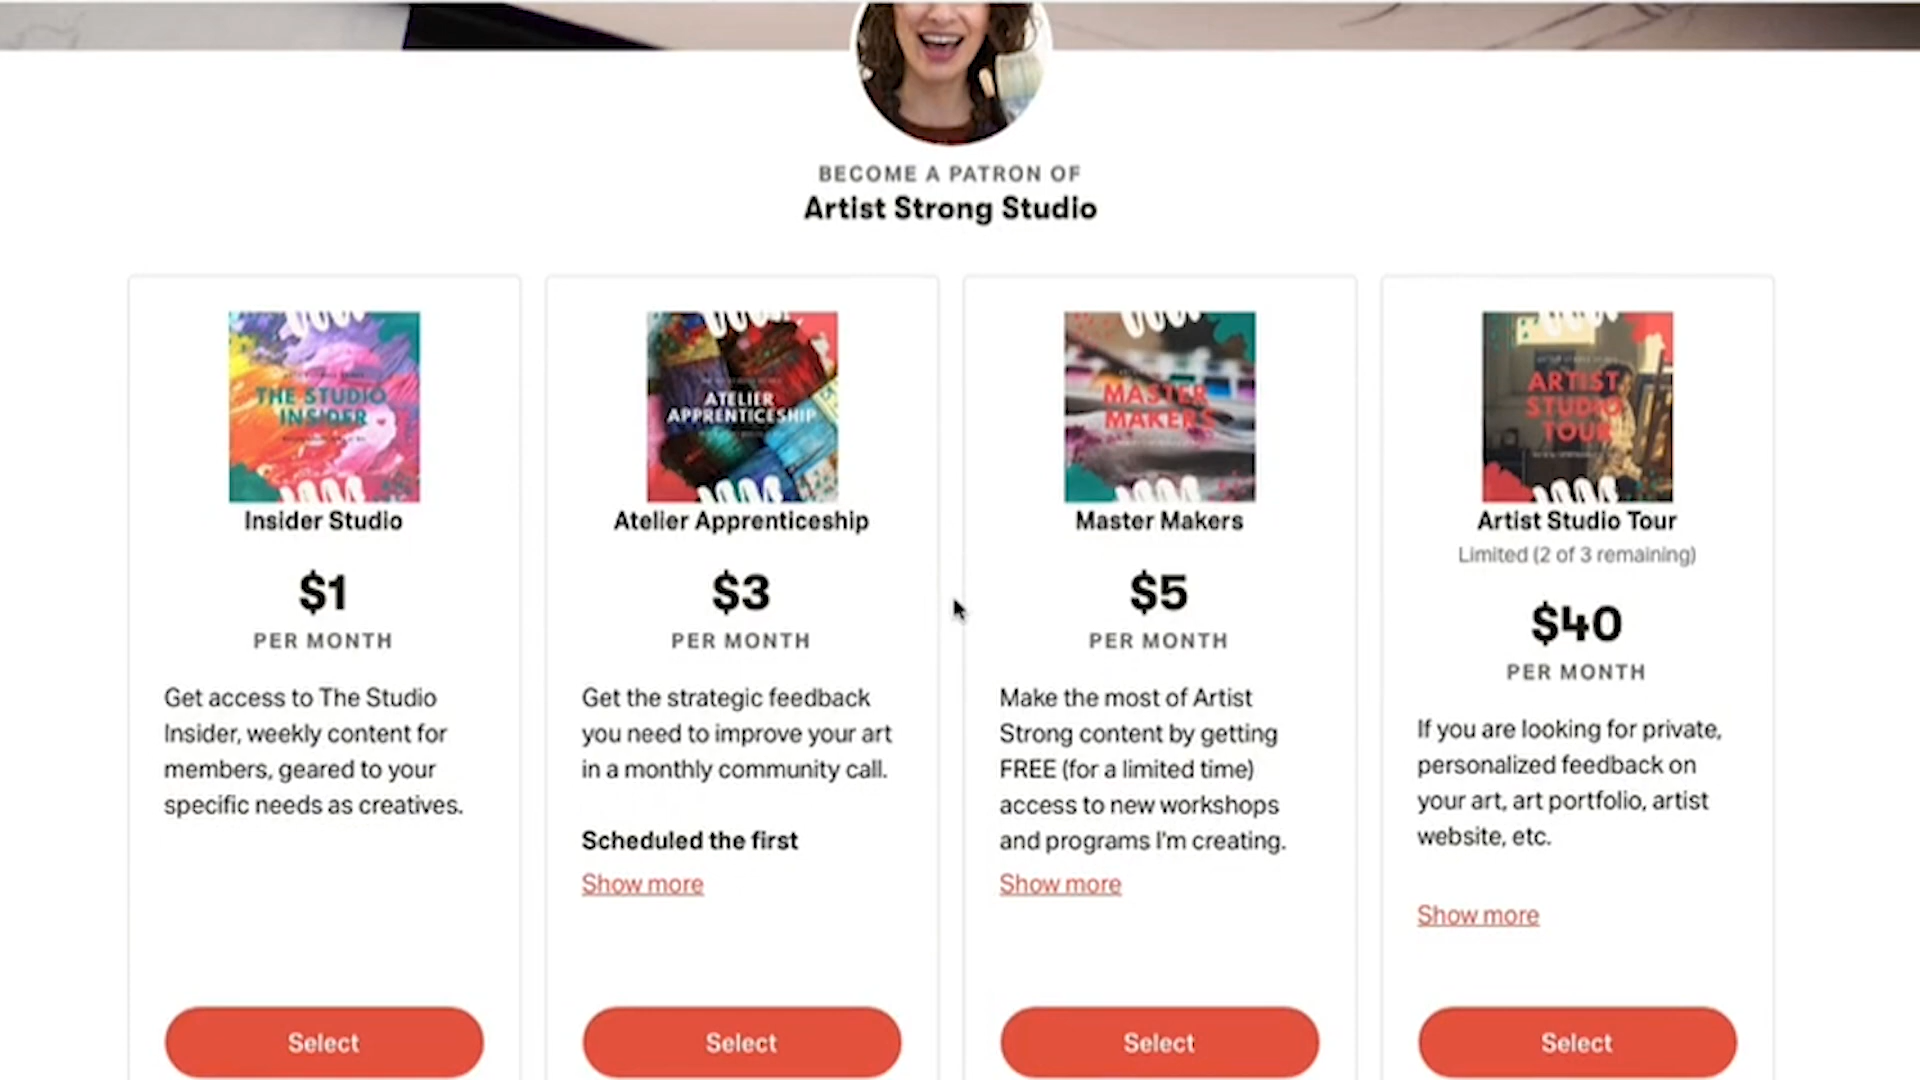 BECOME A PATRON OF
Artist Strong Studio
THE STUDIO
INSIDER
Insider Studio
$1
PER MONTH
Get access to The Studio
Insider, weekly content for
members, geared to your
specific needs as creatives.
Select
ATELIER
APPRENTICESHIP
Atelier Apprenticeship
$3
PER MONTH
Get the strategic feedback
you need to improve your art
in a monthly community call.
Scheduled the first
Show more
Select
MASTER
MAKERS
Master Makers
$5
PER MONTH
Make the most of Artist
Strong content by getting
FREE (for a limited time)
access to new workshops
and programs I'm creating.
Show more
Select
ARTIST
STUDIO
TOUR
Artist Studio Tour
Limited (2 of 3 remaining)
$40
PER MONTH
If you are looking for private,
personalized feedback on
your art, art portfolio, artist
website, etc.
Show more
Select